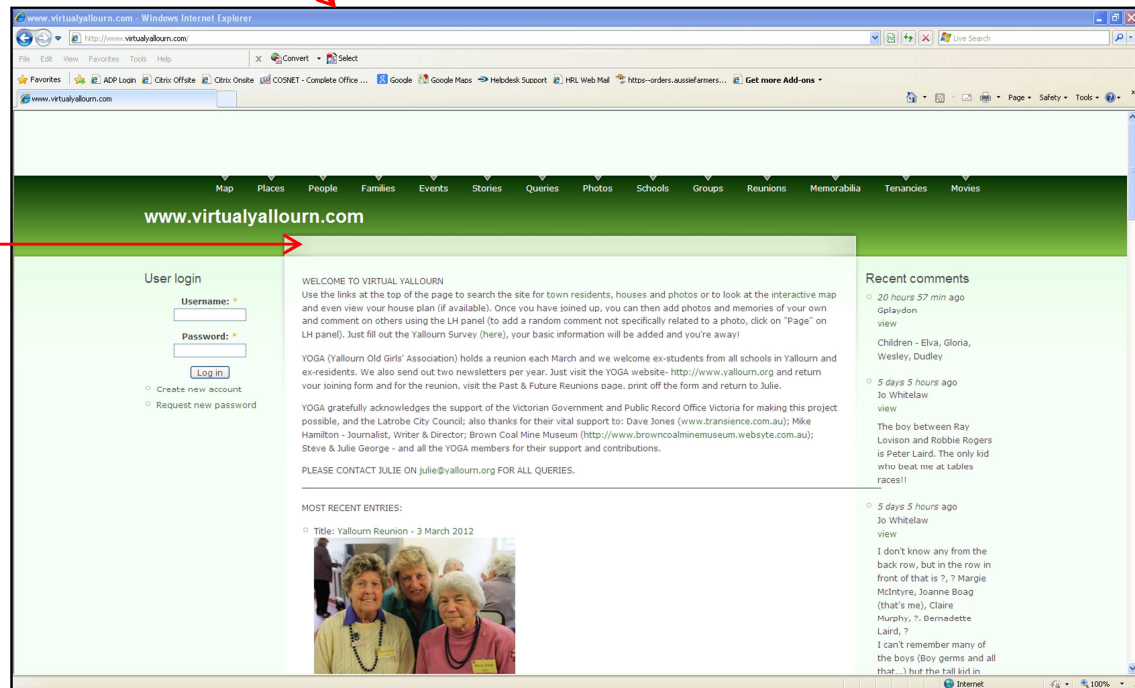 www.virtualyallourn.com - Windows Internet Explorer
http://www.virtualyallourn.com/
Live Search
File Edit View Favorites Tools Help
x Convert Select
Favorites ADP Login Citrix Offsite Citrix Onsite COSNET - Complete Office ... Google Google Maps Helpdesk Support HRL Web Mail https--orders.aussiefarmers... Get more Add-ons
www.virtualyallourn.com
Page Safety Tools
Map Places People Families Events Stories Queries Photos Schools Groups Reunions Memorabilia Tenancies Movies
www.virtualyallourn.com
User login
Username: *
Password: *
Log in
Create new account
Request new password
WELCOME TO VIRTUAL YALLOURN
Use the links at the top of the page to search the site for town residents, houses and photos or to look at the interactive map
and even view your house plan (if available). Once you have joined up, you can then add photos and memories of your own
and comment on others using the LH panel (to add a random comment not specifically related to a photo, click on "Page" on
LH panel). Just fill out the Yallourn Survey (here), your basic information will be added and you're away!
YOGA (Yallourn Old Girls' Association) holds a reunion each March and we welcome ex-students from all schools in Yallourn and
ex-residents. We also send out two newsletters per year. Just visit the YOGA website- http://www.yallourn.org and return
your joining form and for the reunion, visit the Past & Future Reunions page, print off the form and return to Julie.
YOGA gratefully acknowledges the support of the Victorian Government and Public Record Office Victoria for making this project
possible, and the Latrobe City Council; also thanks for their vital support to: Dave Jones (www.transience.com.au); Mike
Hamilton - Journalist, Writer & Director; Brown Coal Mine Museum (http://www.browncoalminemuseum.websyte.com.au);
Steve & Julie George - and all the YOGA members for their support and contributions.
PLEASE CONTACT JULIE ON julie@yallourn.org FOR ALL QUERIES.
MOST RECENT ENTRIES:
Title: Yallourn Reunion - 3 March 2012
Recent comments
20 hours 57 min ago
Gplaydon
view
Children - Elva, Gloria,
Wesley, Dudley
5 days 5 hours ago
Jo Whitelaw
view
The boy between Ray
Lovison and Robbie Rogers
is Peter Laird. The only kid
who beat me at tables
races!!
5 days 5 hours ago
Jo Whitelaw
view
I don't know any from the
back row, but in the row in
front of that is ?, ? Margie
McIntyre, Joanne Boag
(that's me), Claire
Murphy, ?. Bernadette
Laird, ?
I can't remember many of
the boys (Boy germs and all
that...) but the tall kid in
Internet 100%